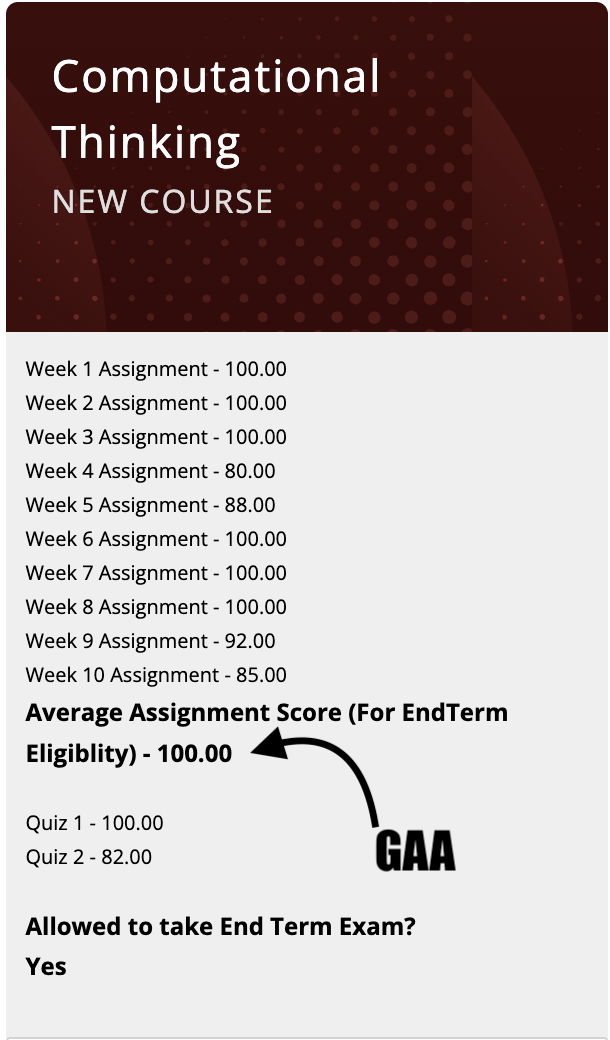 Computational
Thinking
NEW COURSE
Week 1 Assignment - 100.00
Week 2 Assignment - 100.00
Week 3 Assignment - 100.00
Week 4 Assignment - 80.00
Week 5 Assignment - 88.00
Week 6 Assignment - 100.00
Week 7 Assignment - 100.00
Week 8 Assignment - 100.00
Week 9 Assignment - 92.00
Week 10 Assignment - 85.00
Average Assignment Score (For EndTerm
Eligiblity) - 100.00
Quiz 1 - 100.00
GAA
Quiz 2 - 82.00
Allowed to take End Term Exam?
Yes